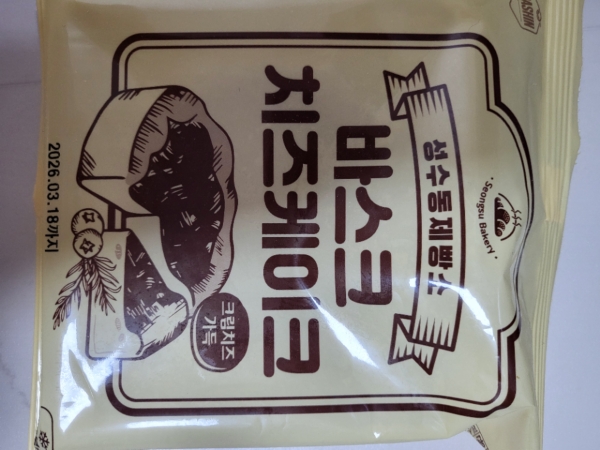 Seongsu Bakery
성수동제빵소
바스크
치즈케이크
크림치즈
가득
2026.03.18까지